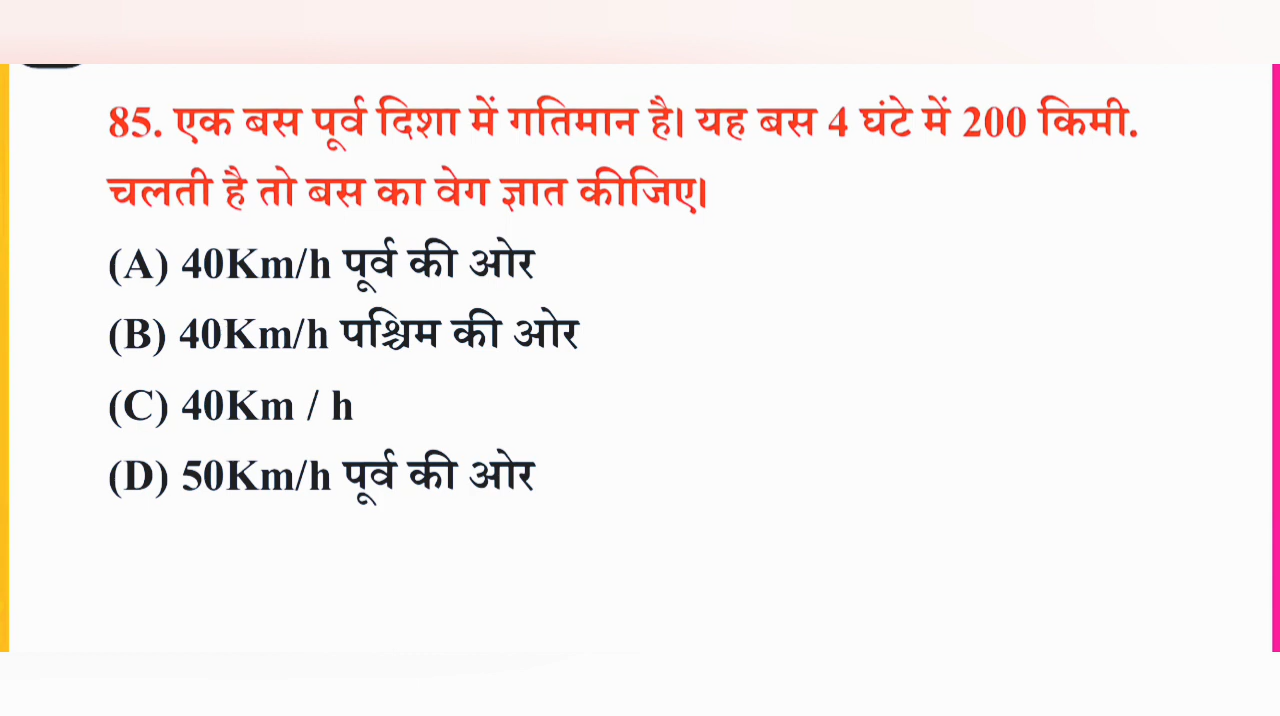 85. एक बस पूर्व दिशा में गतिमान है। यह बस 4 घंटे में 200 किमी.
चलती है तो बस का वेग ज्ञात कीजिए।
(A) 40Km/h पूर्व की ओर
(B) 40Km/h पश्चिम की ओर
(C) 40Km / h
(D) 50Km/h पूर्व की ओर